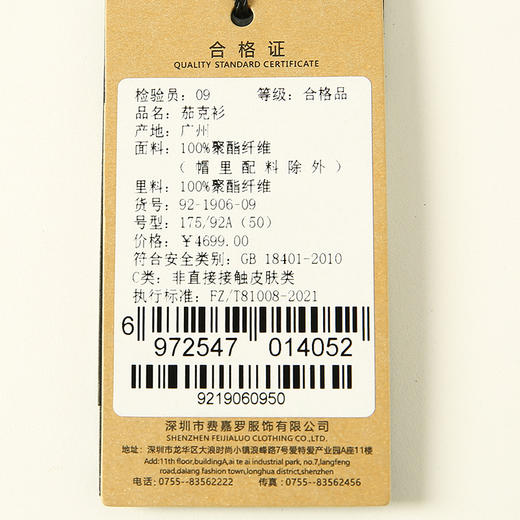 合格证
QUALITY STANDARD CERTIFICATE
检验员：09 等级：合格品
品名：茄克衫
产地：广州
面料：100%聚酯纤维
（帽里配料除外）
里料：100%聚酯纤维
货号：92-1906-09
号型：175/92A（50）
价格：￥4699.00
符合安全类别：GB 18401-2010
C类：非直接接触皮肤类
执行标准：FZ/T81008-2021
6 972547 014052
9219060950
深圳市费嘉罗服饰有限公司
SHENZHEN FEIJIALUO CLOTHING CO.,LTD.
地址：深圳市龙华区大浪时尚小镇浪峰路7号爱特爱产业园A座11楼
Add:11th floor,buildingA,ai te ai industrial park, no.7,langfeng
road,dalang fashion town,longhua district,shenzhen
电话：0755--83562222 传真：0755--83562456